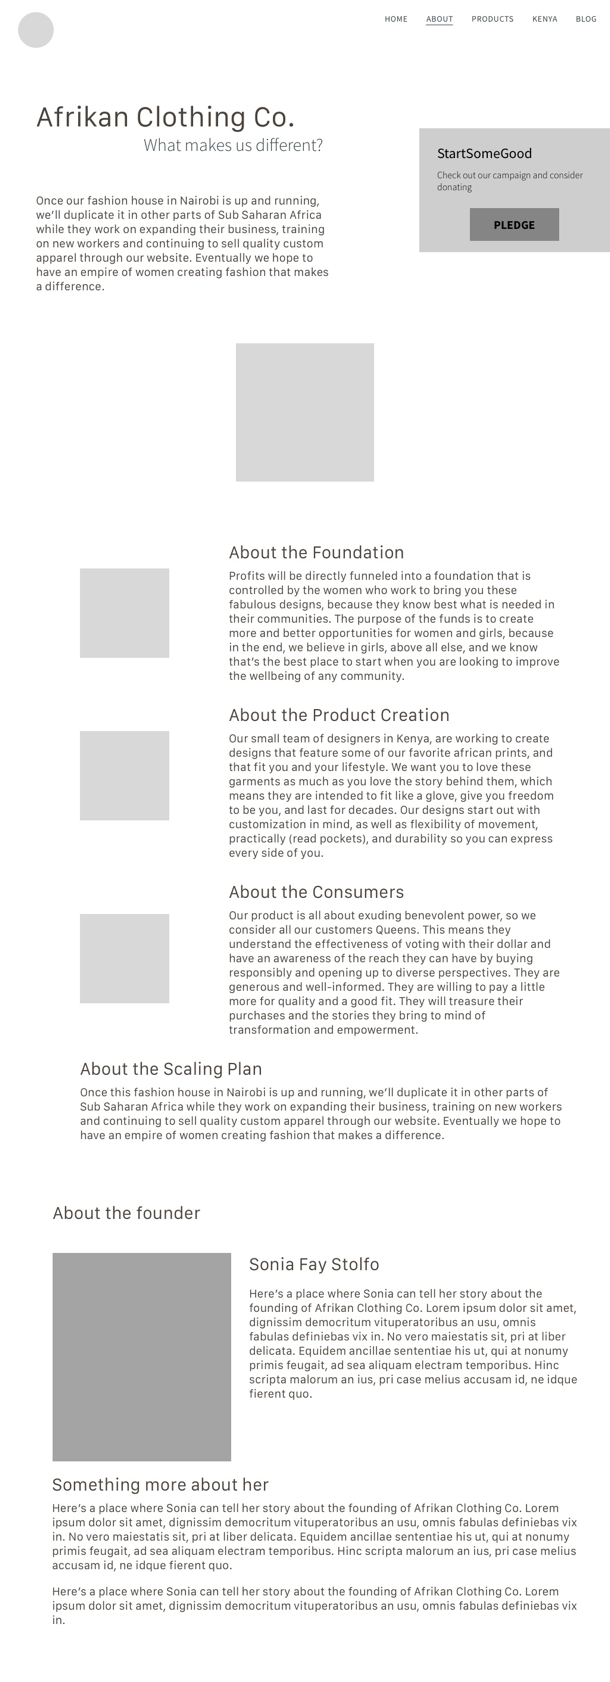 HOME ABOUT PRODUCTS KENYA BLOG
Afrikan Clothing Co.
What makes us different?
StartSomeGood
Check out our campaign and consider
donating
PLEDGE
Once our fashion house in Nairobi is up and running,
we’ll duplicate it in other parts of Sub Saharan Africa
while they work on expanding their business, training
on new workers and continuing to sell quality custom
apparel through our website. Eventually we hope to
have an empire of women creating fashion that makes
a difference.
About the Foundation
Profits will be directly funneled into a foundation that is
controlled by the women who work to bring you these
fabulous designs, because they know best what is needed in
their communities. The purpose of the funds is to create
more and better opportunities for women and girls, because
in the end, we believe in girls, above all else, and we know
that’s the best place to start when you are looking to improve
the wellbeing of any community.
About the Product Creation
Our small team of designers in Kenya, are working to create
designs that feature some of our favorite african prints, and
that fit you and your lifestyle. We want you to love these
garments as much as you love the story behind them, which
means they are intended to fit like a glove, give you freedom
to be you, and last for decades. Our designs start out with
customization in mind, as well as flexibility of movement,
practically (read pockets), and durability so you can express
every side of you.
About the Consumers
Our product is all about exuding benevolent power, so we
consider all our customers Queens. This means they
understand the effectiveness of voting with their dollar and
have an awareness of the reach they can have by buying
responsibly and opening up to diverse perspectives. They are
generous and well-informed. They are willing to pay a little
more for quality and a good fit. They will treasure their
purchases and the stories they bring to mind of
transformation and empowerment.
About the Scaling Plan
Once this fashion house in Nairobi is up and running, we’ll duplicate it in other parts of
Sub Saharan Africa while they work on expanding their business, training on new workers
and continuing to sell quality custom apparel through our website. Eventually we hope to
have an empire of women creating fashion that makes a difference.
About the founder
Sonia Fay Stolfo
Here’s a place where Sonia can tell her story about the
founding of Afrikan Clothing Co. Lorem ipsum dolor sit amet,
dignissim democritum vituperatoribus an usu, omnis
fabulas definiebas vix in. No vero maiestatis sit, pri at liber
delicata. Equidem ancillae sententiae his ut, qui at nonumy
primis feugait, ad sea aliquam electram temporibus. Hinc
scripta malorum an ius, pri case melius accusam id, ne idque
fierent quo.
Something more about her
Here’s a place where Sonia can tell her story about the founding of Afrikan Clothing Co. Lorem
ipsum dolor sit amet, dignissim democritum vituperatoribus an usu, omnis fabulas definiebas vix
in. No vero maiestatis sit, pri at liber delicata. Equidem ancillae sententiae his ut, qui at nonumy
primis feugait, ad sea aliquam electram temporibus. Hinc scripta malorum an ius, pri case melius
accusam id, ne idque fierent quo.
Here’s a place where Sonia can tell her story about the founding of Afrikan Clothing Co. Lorem
ipsum dolor sit amet, dignissim democritum vituperatoribus an usu, omnis fabulas definiebas vix
in.